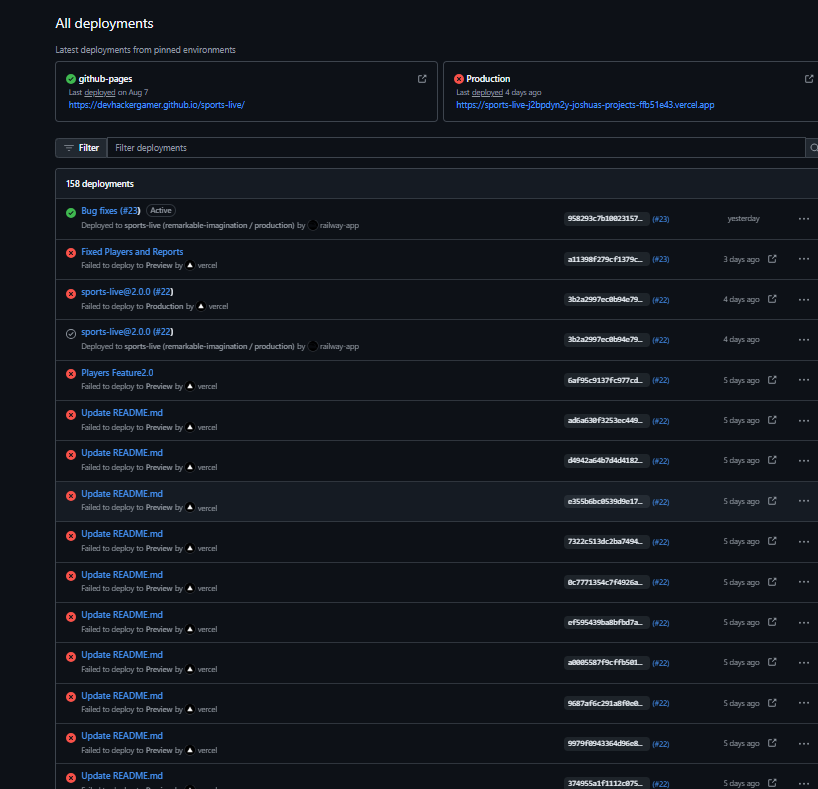 All deployments
Latest deployments from pinned environments
github-pages
Last deployed on Aug 7
https://devhackergamer.github.io/sports-live/
Production
Last deployed 4 days ago
https://sports-live-j2bpdyn2y-joshuas-projects-ffb51e43.vercel.app
Filter Filter deployments
158 deployments
Bug fixes (#23) Active 958293c7b10023157... (#23) yesterday
Deployed to sports-live (remarkable-imagination / production) by railway-app
Fixed Players and Reports a11398f279cf1379c... (#23) 3 days ago
Failed to deploy to Preview by vercel
sports-live@2.0.0 (#22) 3b2a2997ec0b94e79... (#22) 4 days ago
Failed to deploy to Production by vercel
sports-live@2.0.0 (#22) 3b2a2997ec0b94e79... (#22) 4 days ago
Deployed to sports-live (remarkable-imagination / production) by railway-app
Players Feature2.0 6af95c9137fc977cd... (#22) 5 days ago
Failed to deploy to Preview by vercel
Update README.md ad6a630f3253ec449... (#22) 5 days ago
Failed to deploy to Preview by vercel
Update README.md d4942a64b7d4d4182... (#22) 5 days ago
Failed to deploy to Preview by vercel
Update README.md e355b6bc0539d9e17... (#22) 5 days ago
Failed to deploy to Preview by vercel
Update README.md 7322c513dc2ba7494... (#22) 5 days ago
Failed to deploy to Preview by vercel
Update README.md 0c7771354c7f4926a... (#22) 5 days ago
Failed to deploy to Preview by vercel
Update README.md ef595439ba8bfbd7a... (#22) 5 days ago
Failed to deploy to Preview by vercel
Update README.md a0005587f9cffb501... (#22) 5 days ago
Failed to deploy to Preview by vercel
Update README.md 9687af6c291a8f0e0... (#22) 5 days ago
Failed to deploy to Preview by vercel
Update README.md 9979f0943364d96e8... (#22) 5 days ago
Failed to deploy to Preview by vercel
Update README.md 374955a1f1112c075... (#22) 5 days ago
Failed to deploy to Preview by vercel